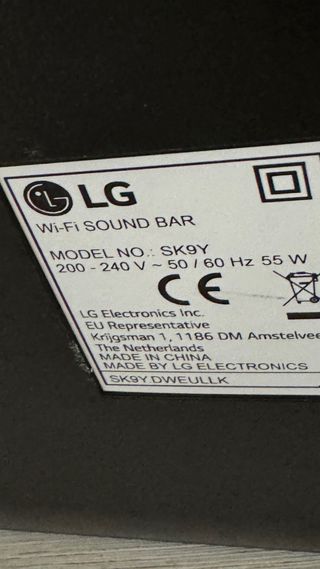 LG
Wi-Fi SOUND BAR
MODEL NO.: SK9Y
200 - 240 V ~ 50 / 60 Hz 55 W
CE
LG Electronics Inc.
EU Representative
Krijgsman 1, 1186 DM Amstelvee
The Netherlands
MADE IN CHINA
MADE BY LG ELECTRONICS
SK9Y DWEULLK